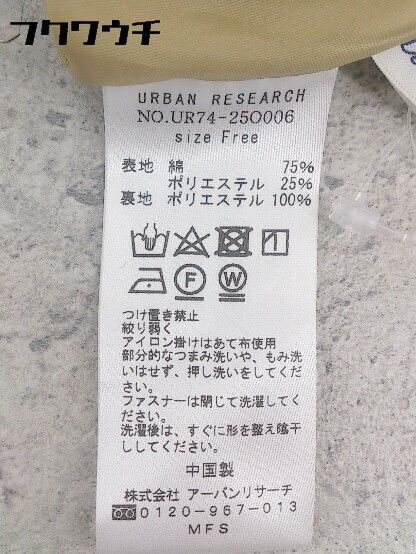 フクワウチ
URBAN RESEARCH
NO.UR74-25O006
size Free
表地 綿 75%
ポリエステル 25%
裏地 ポリエステル 100%
1
F W
つけ置き禁止
絞り弱く
アイロン掛けはあて布使用
部分的なつまみ洗いや、もみ洗
いはせず、押し洗いをしてくだ
さい。
ファスナーは閉じて洗濯してく
ださい。
洗濯後は、すぐに形を整え陰干
ししてください。
中国製
株式会社 アーバンリサーチ
0120-967-013
MFS